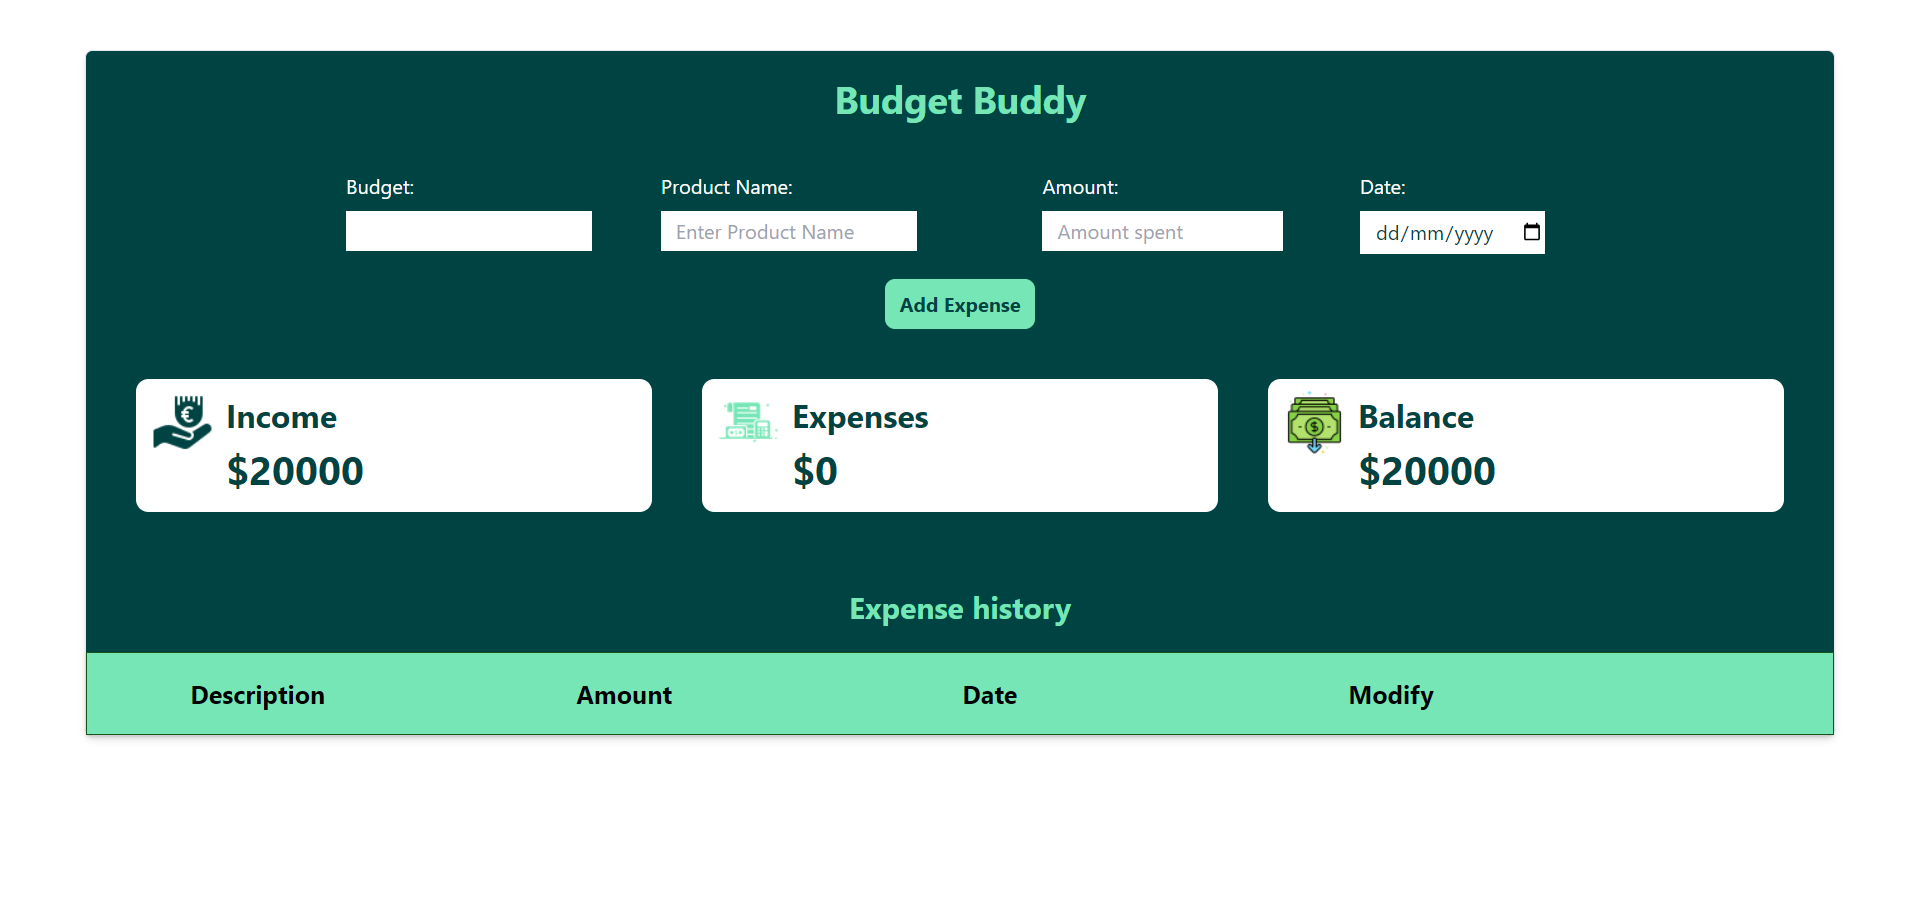 Budget Buddy
Budget: Product Name: Amount: Date:
Enter Product Name Amount spent dd/mm/yyyy
Add Expense
€ Income Expenses $ Balance
$20000 $0 $20000
Expense history
Description Amount Date Modify